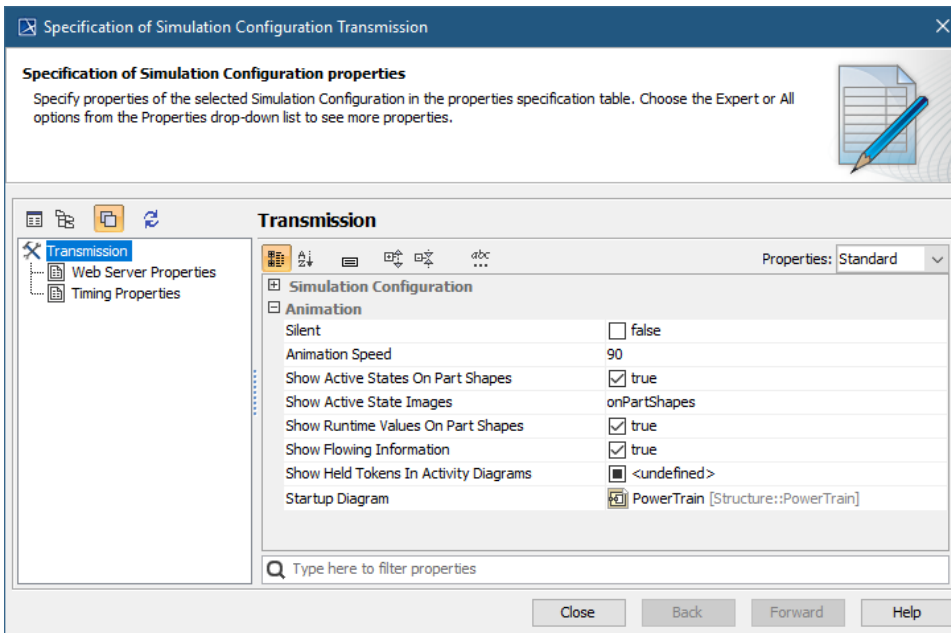 Specification of Simulation Configuration Transmission
Specification of Simulation Configuration properties
Specify properties of the selected Simulation Configuration in the properties specification table. Choose the Expert or All
options from the Properties drop-down list to see more properties.
Transmission
Transmission
Web Server Properties
Timing Properties
abc
Properties: Standard
Simulation Configuration
Animation
Silent false
Animation Speed 90
Show Active States On Part Shapes true
Show Active State Images onPartShapes
Show Runtime Values On Part Shapes true
Show Flowing Information true
Show Held Tokens In Activity Diagrams <undefined>
Startup Diagram PowerTrain [Structure::PowerTrain]
Type here to filter properties
Close Back Forward Help